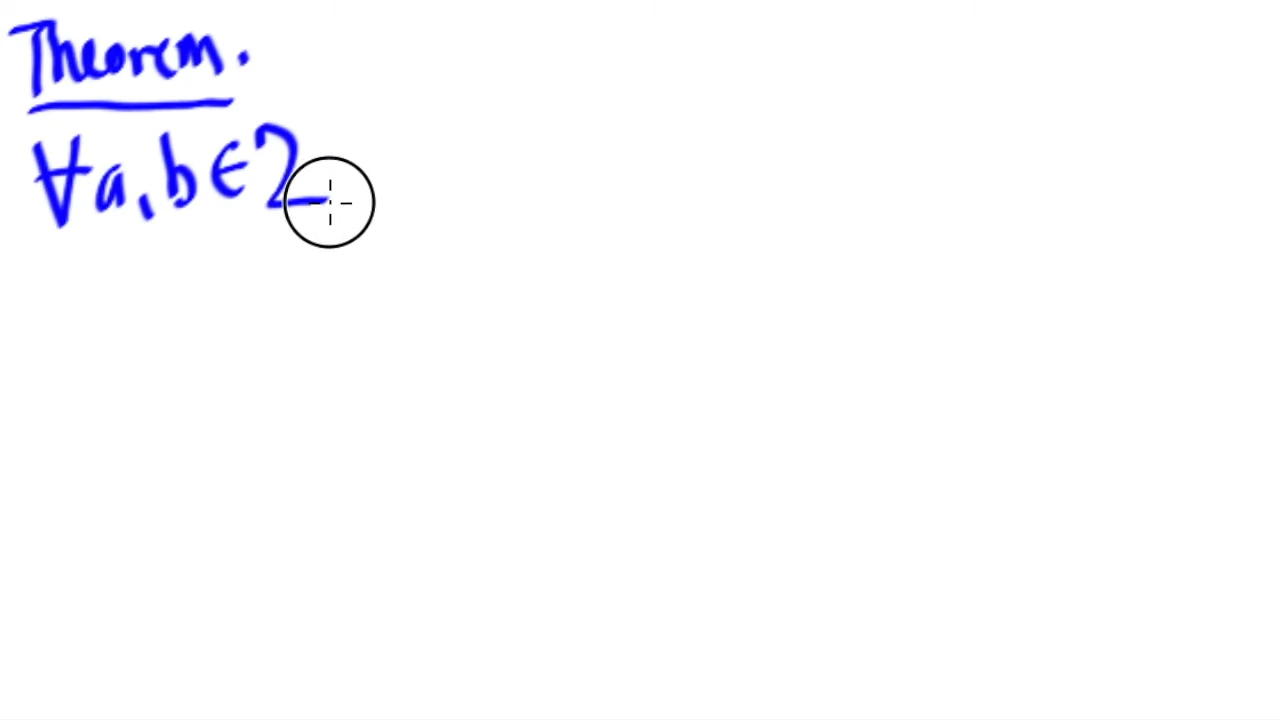 Theorem.
∀a, b ∈ Z